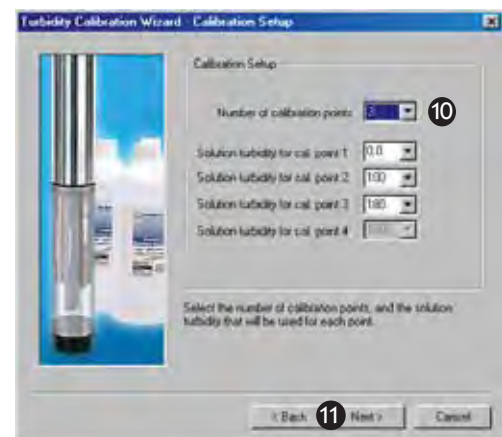 Turbidity Calibration Wizard - Calibration Setup
Calibration Setup
Number of calibration points 3 10
Solution turbidity for cal. point 1 0.0
Solution turbidity for cal. point 2 100
Solution turbidity for cal. point 3 180
Solution turbidity for cal. point 4
Select the number of calibration points, and the solution
turbidity that will be used for each point.
< Back 11 Next > Cancel